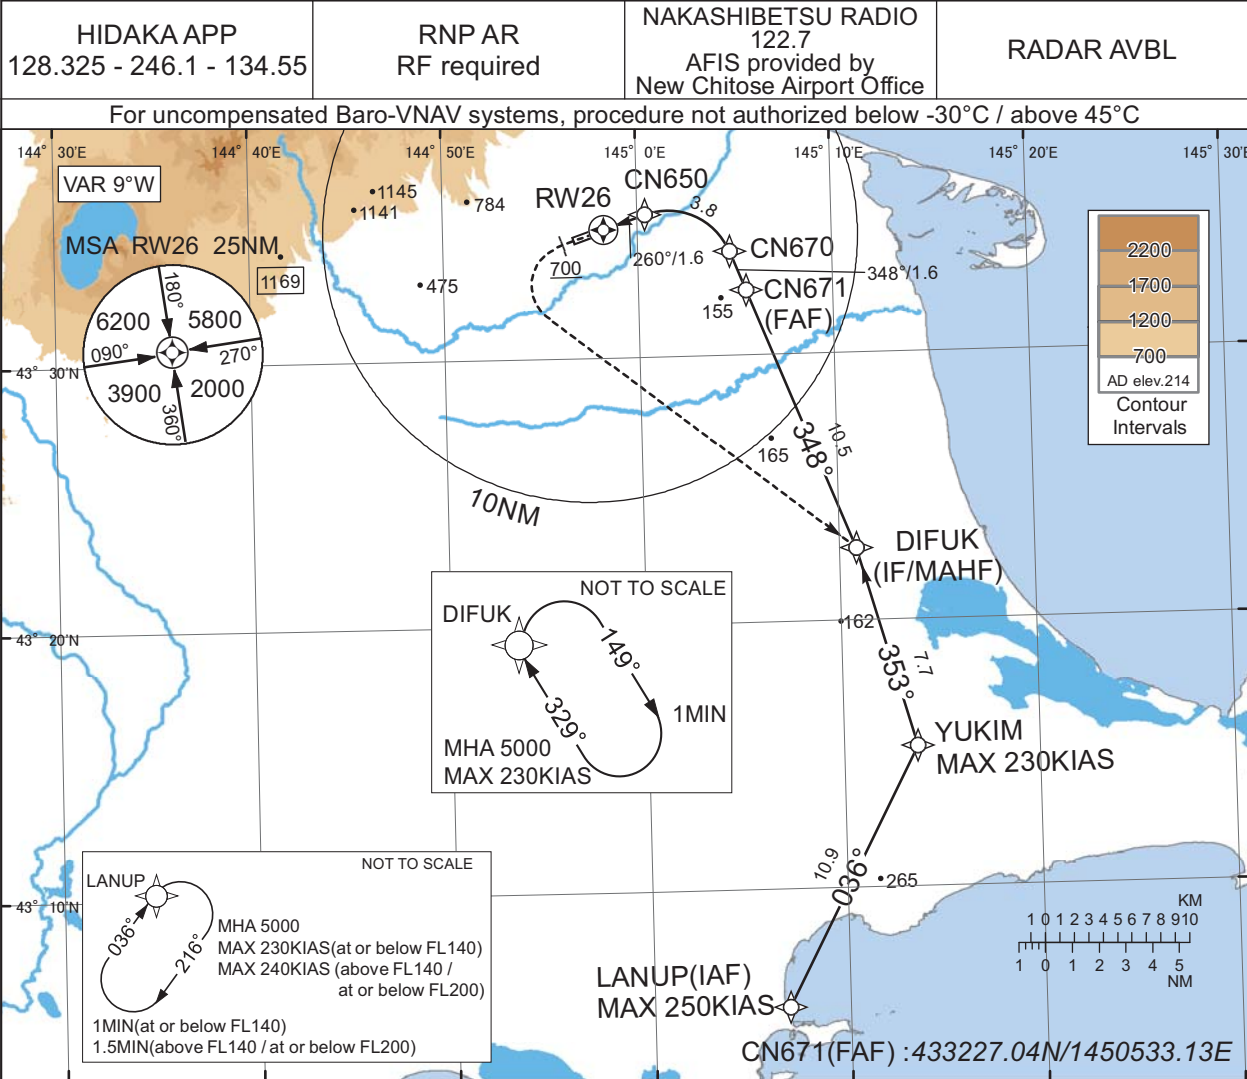 HIDAKA APP
128.325 - 246.1 - 134.55
RNP AR
RF required
NAKASHIBETSU RADIO
122.7
AFIS provided by
New Chitose Airport Office
RADAR AVBL
For uncompensated Baro-VNAV systems, procedure not authorized below -30°C / above 45°C
144° 30'E
144° 40'E
144° 50'E
145° 0'E
145° 10'E
145° 20'E
145° 30'E
VAR 9°W
1145
1141
784
RW26
CN650
3.8
CN670
260°/1.6
348°/1.6
CN671
(FAF)
155
700
475
MSA RW26 25NM
1169
180°
6200
5800
090°
270°
3900
2000
360°
2200
1700
1200
700
AD elev.214
Contour
Intervals
43° 30'N
10.5
348°
165
10NM
DIFUK
(IF/MAHF)
NOT TO SCALE
DIFUK
149°
329°
1MIN
MHA 5000
MAX 230KIAS
162
43° 20'N
7.7
353°
YUKIM
MAX 230KIAS
10.9
036°
265
NOT TO SCALE
LANUP
036°
216°
MHA 5000
MAX 230KIAS(at or below FL140)
MAX 240KIAS (above FL140 /
at or below FL200)
1MIN(at or below FL140)
1.5MIN(above FL140 / at or below FL200)
43° 10'N
KM
1 0 1 2 3 4 5 6 7 8 9 10
1 0 1 2 3 4 5
NM
LANUP(IAF)
MAX 250KIAS
CN671(FAF) :433227.04N/1450533.13E